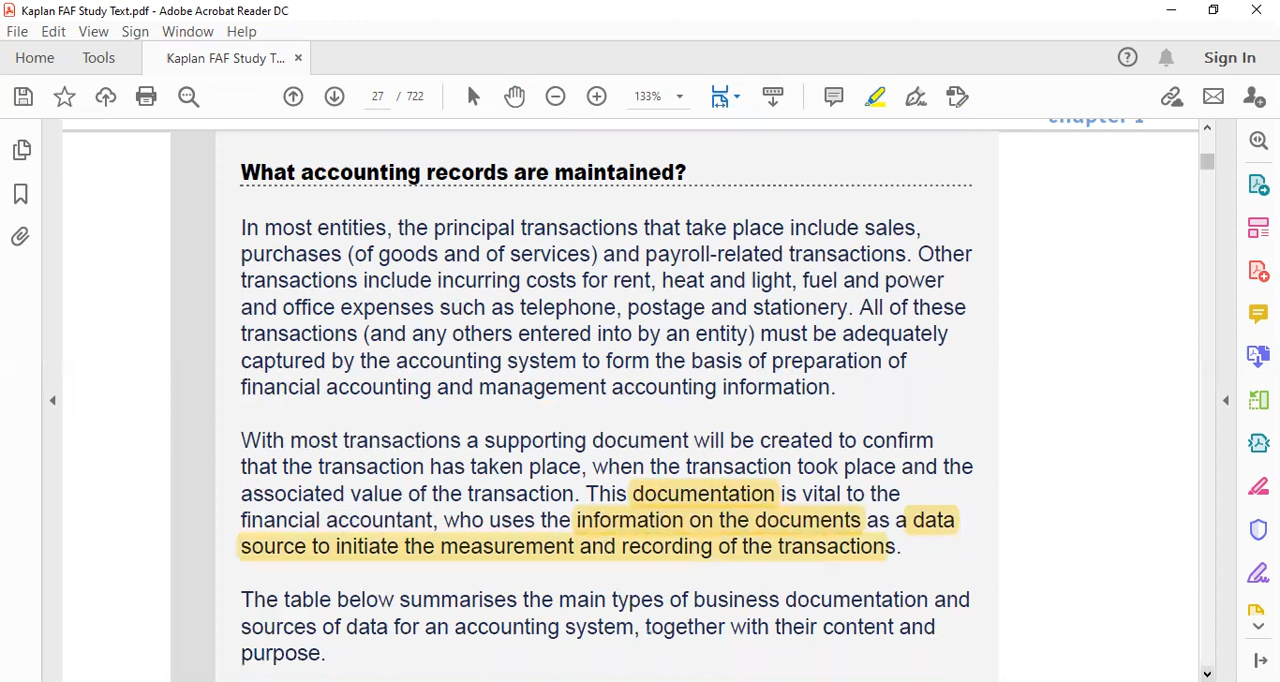 Kaplan FAF Study Text.pdf - Adobe Acrobat Reader DC
File Edit View Sign Window Help
Home Tools Kaplan FAF Study T... × Sign In
27 / 722 133%
chapter 1
What accounting records are maintained?
In most entities, the principal transactions that take place include sales,
purchases (of goods and of services) and payroll-related transactions. Other
transactions include incurring costs for rent, heat and light, fuel and power
and office expenses such as telephone, postage and stationery. All of these
transactions (and any others entered into by an entity) must be adequately
captured by the accounting system to form the basis of preparation of
financial accounting and management accounting information.
With most transactions a supporting document will be created to confirm
that the transaction has taken place, when the transaction took place and the
associated value of the transaction. This documentation is vital to the
financial accountant, who uses the information on the documents as a data
source to initiate the measurement and recording of the transactions.
The table below summarises the main types of business documentation and
sources of data for an accounting system, together with their content and
purpose.